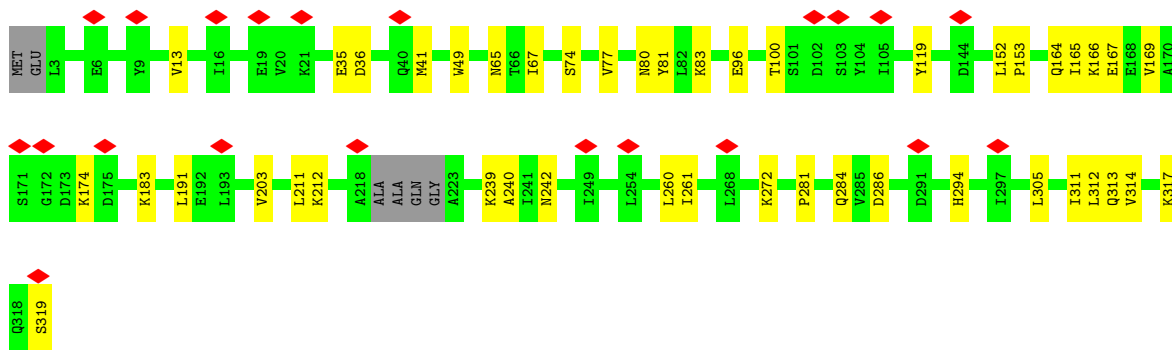 MET GLU L3 E6 Y9 V13 I16 E19 V20 K21 E35 D36 Q40 M41 W49 N65 T66 I67 S74 V77 N80 Y81 L82 K83 E96 T100 S101 D102 S103 Y104 I105 Y119 D144 L152 P153 Q164 I165 K166 E167 E168 V169 A170
S171 G172 D173 K174 D175 K183 L191 E192 L193 V203 L211 K212 A218 ALA ALA GLN GLY A223 K239 A240 I241 N242 I249 L254 L260 I261 L268 K272 P281 Q284 V285 D286 D291 H294 I297 L305 I311 L312 Q313 V314 K317
Q318 S319